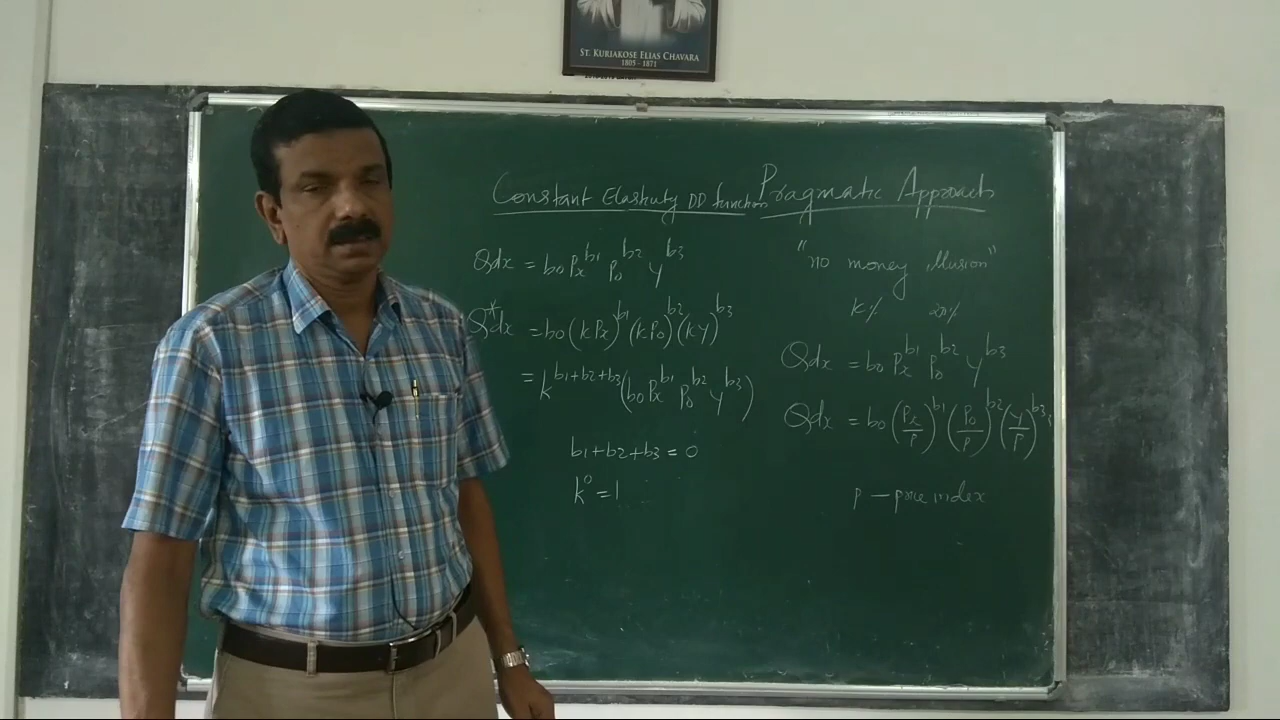 ST. KURIAKOSE ELIAS CHAVARA
1805 - 1871
Constant Elasticity DD function
Qdx = b0 Px^b1 P0^b2 Y^b3
Q*dx = b0 (kPx)^b1 (kP0)^b2 (kY)^b3
= k^b1+b2+b3 (b0 Px^b1 P0^b2 Y^b3)
b1+b2+b3 = 0
k^0 = 1
Pragmatic Approach
"no money illusion"
K% 20%
Qdx = b0 Px^b1 P0^b2 Y^b3
Qdx = b0 (Px/P)^b1 (P0/P)^b2 (Y/P)^b3
P – price index